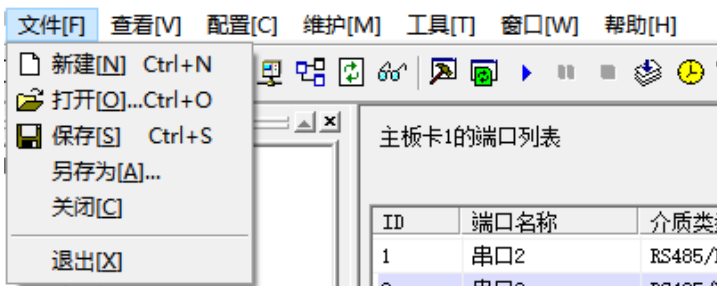 文件[F] 查看[V] 配置[C] 维护[M] 工具[T] 窗口[W] 帮助[H]
新建[N] Ctrl+N
打开[O]...Ctrl+O
保存[S] Ctrl+S
另存为[A]...
关闭[C]
退出[X]
主板卡1的端口列表
ID 端口名称 介质类
1 串口2 RS485/